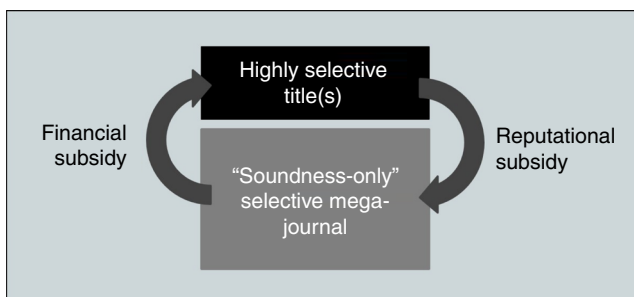 Highly selective
title(s)
Financial
subsidy
Reputational
subsidy
“Soundness-only”
selective mega-
journal